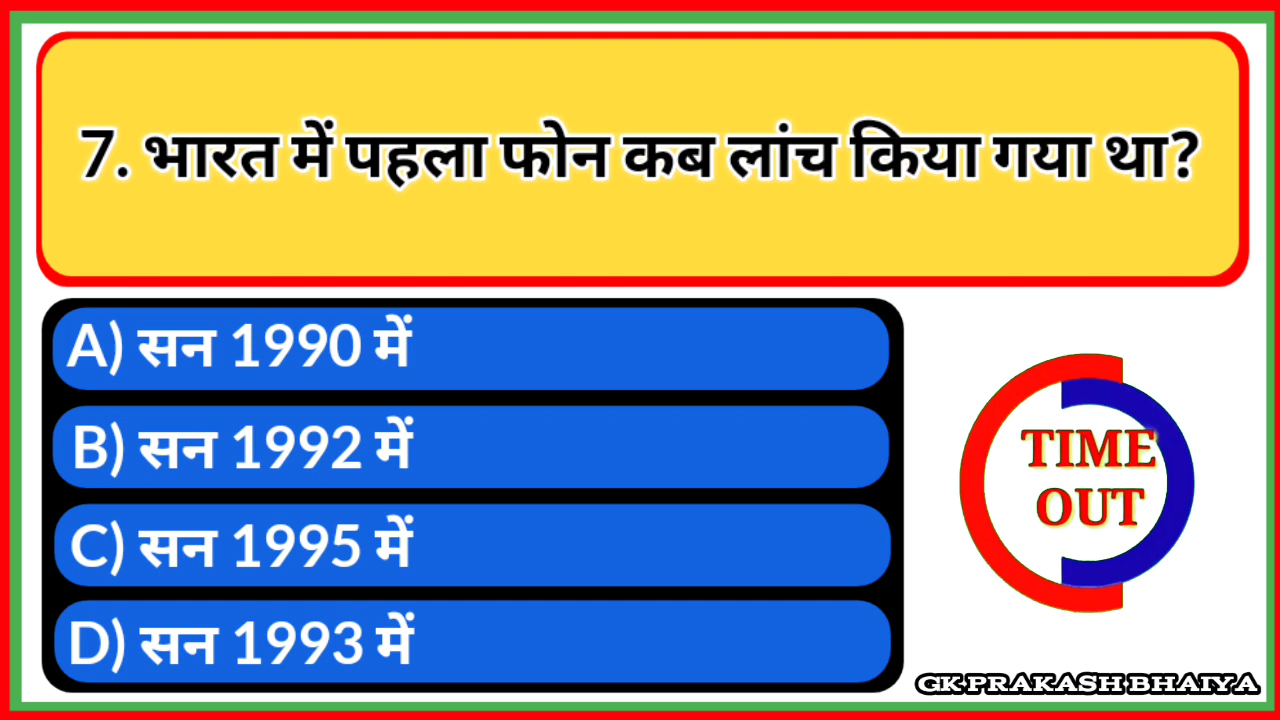 7. भारत में पहला फोन कब लांच किया गया था?
A) सन 1990 में
B) सन 1992 में
C) सन 1995 में
D) सन 1993 में
TIME
OUT
GK PRAKASH BHAIYA